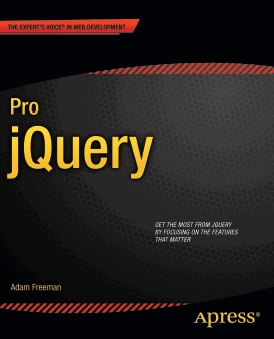 THE EXPERT'S VOICE® IN WEB DEVELOPMENT
Pro
jQuery
GET THE MOST FROM JQUERY
BY FOCUSING ON THE FEATURES
THAT MATTER
Adam Freeman
Apress®